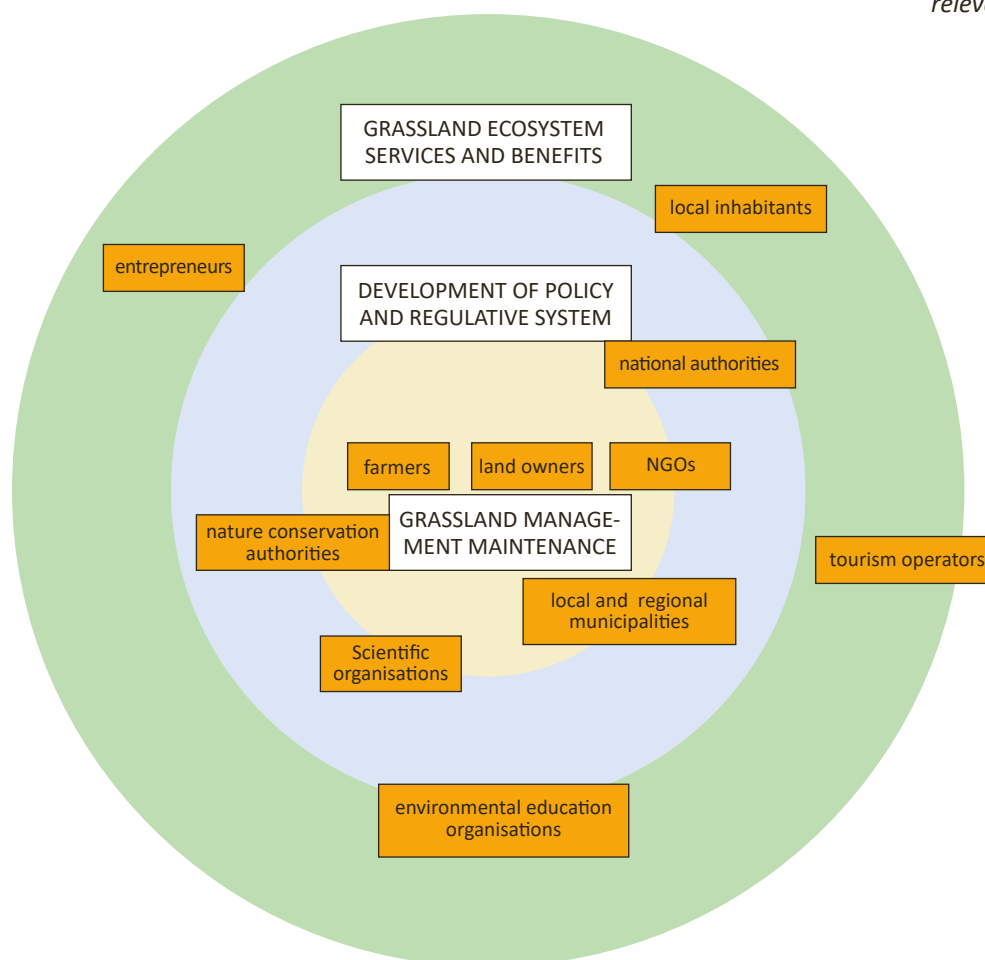 GRASSLAND ECOSYSTEM
SERVICES AND BENEFITS
local inhabitants
entrepreneurs
DEVELOPMENT OF POLICY
AND REGULATIVE SYSTEM
national authorities
farmers
land owners
NGOs
GRASSLAND MANAGE-
MENT MAINTENANCE
nature conservation
authorities
tourism operators
local and regional
municipalities
Scientific
organisations
environmental education
organisations